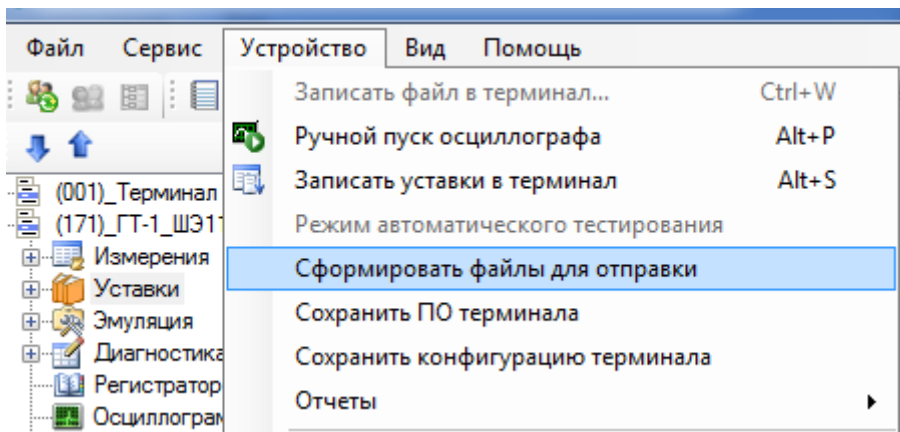 Файл Сервис Устройство Вид Помощь
Записать файл в терминал... Ctrl+W
Ручной пуск осциллографа Alt+P
Записать уставки в терминал Alt+S
Режим автоматического тестирования
Сформировать файлы для отправки
Сохранить ПО терминала
Сохранить конфигурацию терминала
Отчеты
(001)_Терминал
(171)_ГТ-1_ШЭ11
Измерения
Уставки
Эмуляция
Диагностика
Регистратор
Осциллограм